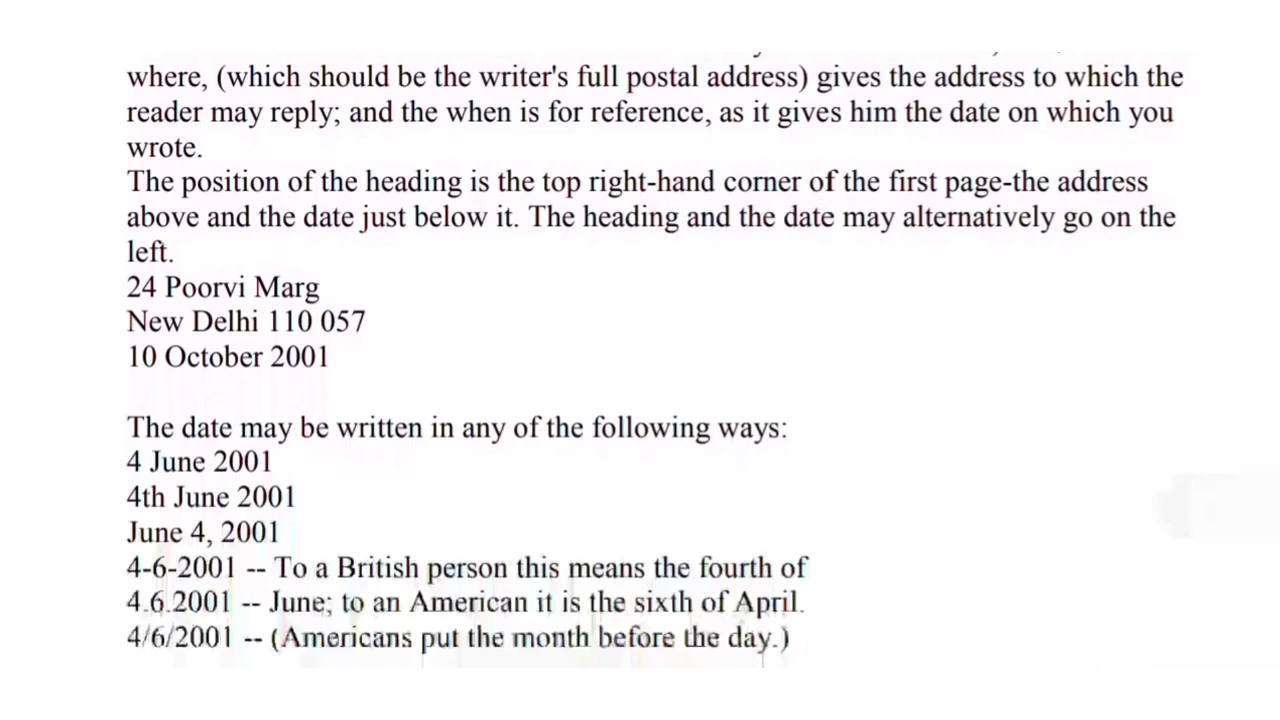 where, (which should be the writer's full postal address) gives the address to which the
reader may reply; and the when is for reference, as it gives him the date on which you
wrote.
The position of the heading is the top right-hand corner of the first page-the address
above and the date just below it. The heading and the date may alternatively go on the
left.
24 Poorvi Marg
New Delhi 110 057
10 October 2001
The date may be written in any of the following ways:
4 June 2001
4th June 2001
June 4, 2001
4-6-2001 -- To a British person this means the fourth of
4.6.2001 -- June; to an American it is the sixth of April.
4/6/2001 -- (Americans put the month before the day.)